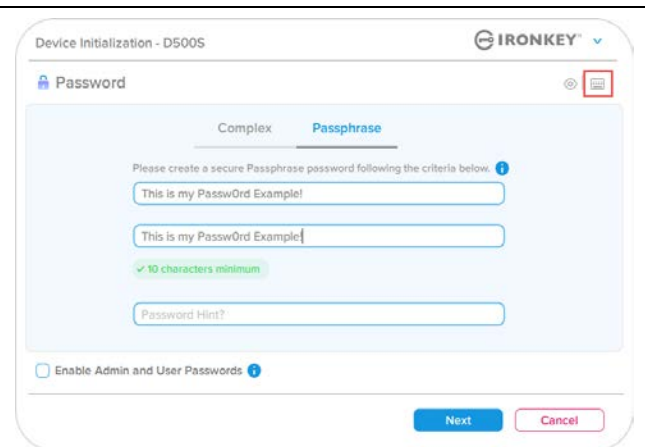 Device Initialization - D500S
IRONKEY™
Password
Complex Passphrase
Please create a secure Passphrase password following the criteria below.
This is my Passw0rd Example!
This is my Passw0rd Example!
✓ 10 characters minimum
Password Hint?
Enable Admin and User Passwords
Next Cancel